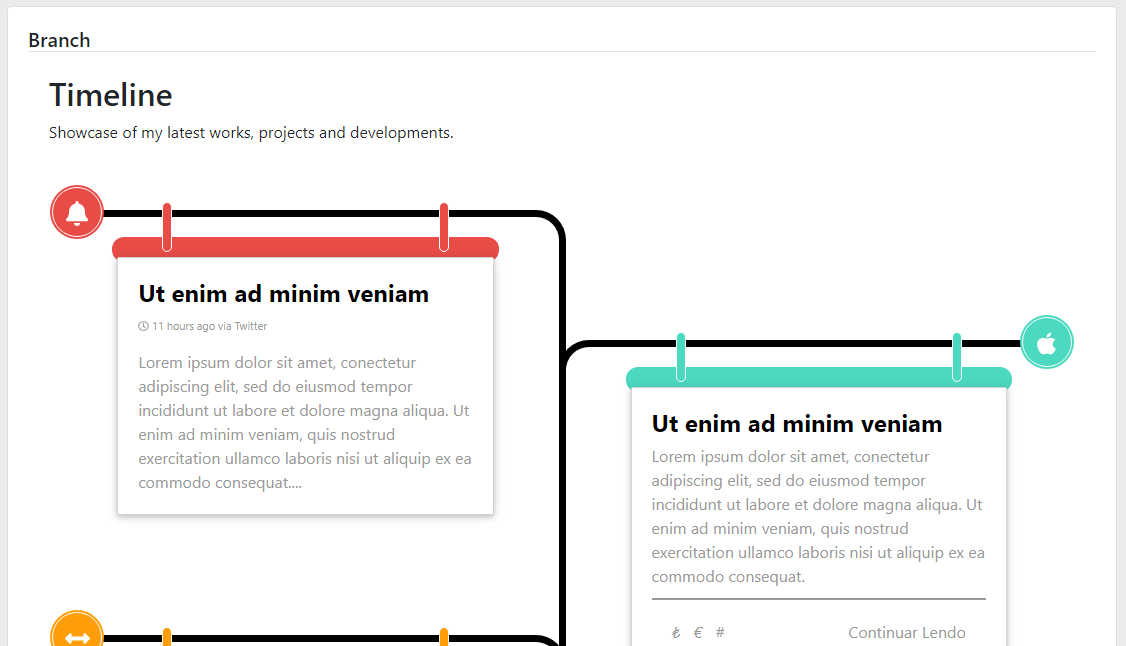 Branch
Timeline
Showcase of my latest works, projects and developments.
Ut enim ad minim veniam
11 hours ago via Twitter
Lorem ipsum dolor sit amet, conectetur
adipiscing elit, sed do eiusmod tempor
incididunt ut labore et dolore magna aliqua. Ut
enim ad minim veniam, quis nostrud
exercitation ullamco laboris nisi ut aliquip ex ea
commodo consequat....
Ut enim ad minim veniam
Lorem ipsum dolor sit amet, conectetur
adipiscing elit, sed do eiusmod tempor
incididunt ut labore et dolore magna aliqua. Ut
enim ad minim veniam, quis nostrud
exercitation ullamco laboris nisi ut aliquip ex ea
commodo consequat.
₺ € # Continuar Lendo